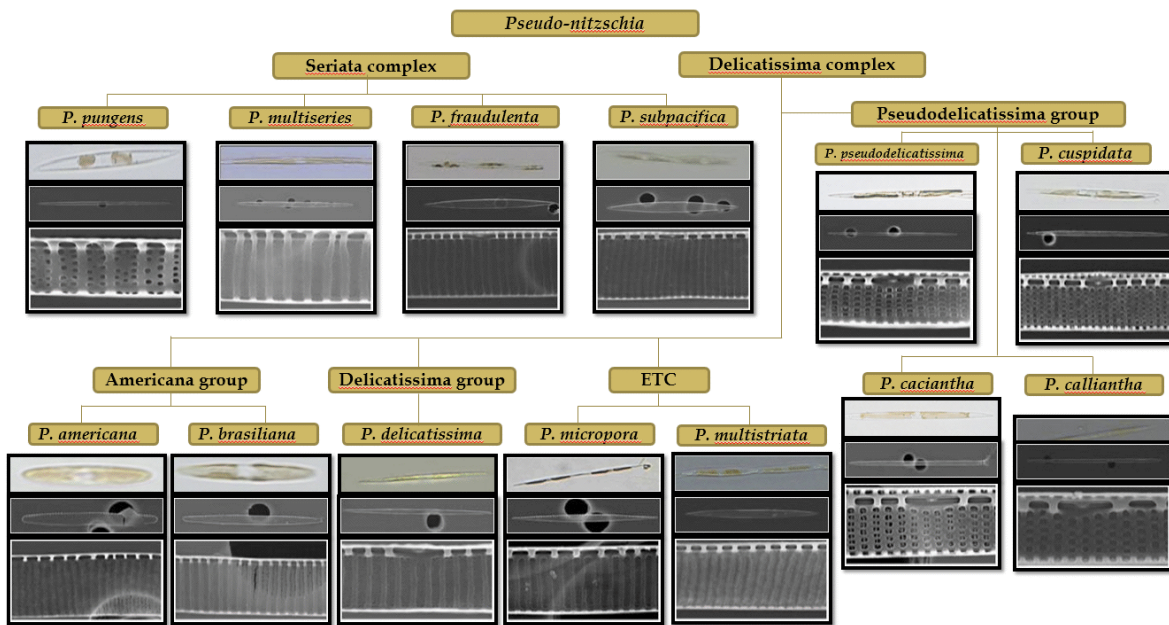 Pseudo-nitzschia
Seriata complex
Delicatissima complex
P. pungens
P. multiseries
P. fraudulenta
P. subpacifica
Pseudodelicatissima group
P. pseudodelicatissima
P. cuspidata
Americana group
Delicatissima group
ETC
P. caciantha
P. calliantha
P. americana
P. brasiliana
P. delicatissima
P. micropora
P. multistriata